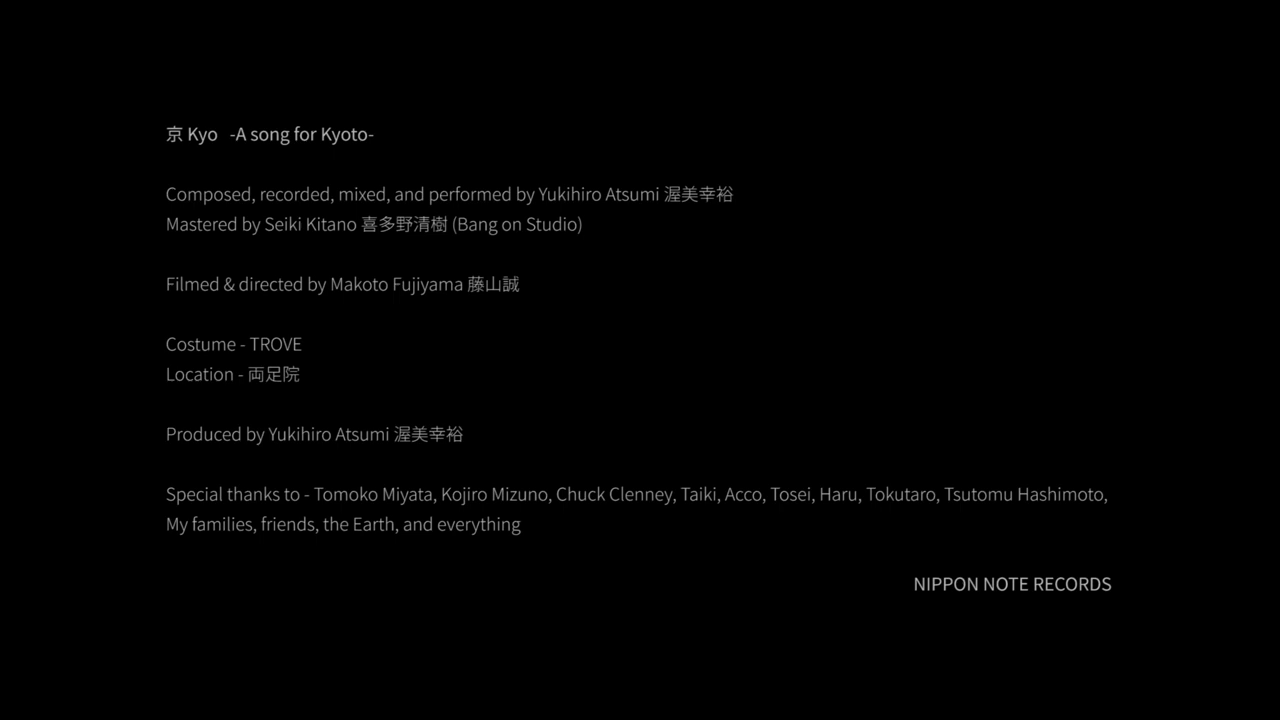 京 Kyo -A song for Kyoto-
Composed, recorded, mixed, and performed by Yukihiro Atsumi 渥美幸裕
Mastered by Seiki Kitano 喜多野清樹 (Bang on Studio)
Filmed & directed by Makoto Fujiyama 藤山誠
Costume - TROVE
Location - 両足院
Produced by Yukihiro Atsumi 渥美幸裕
Special thanks to - Tomoko Miyata, Kojiro Mizuno, Chuck Clenney, Taiki, Acco, Tosei, Haru, Tokutaro, Tsutomu Hashimoto,
My families, friends, the Earth, and everything
NIPPON NOTE RECORDS